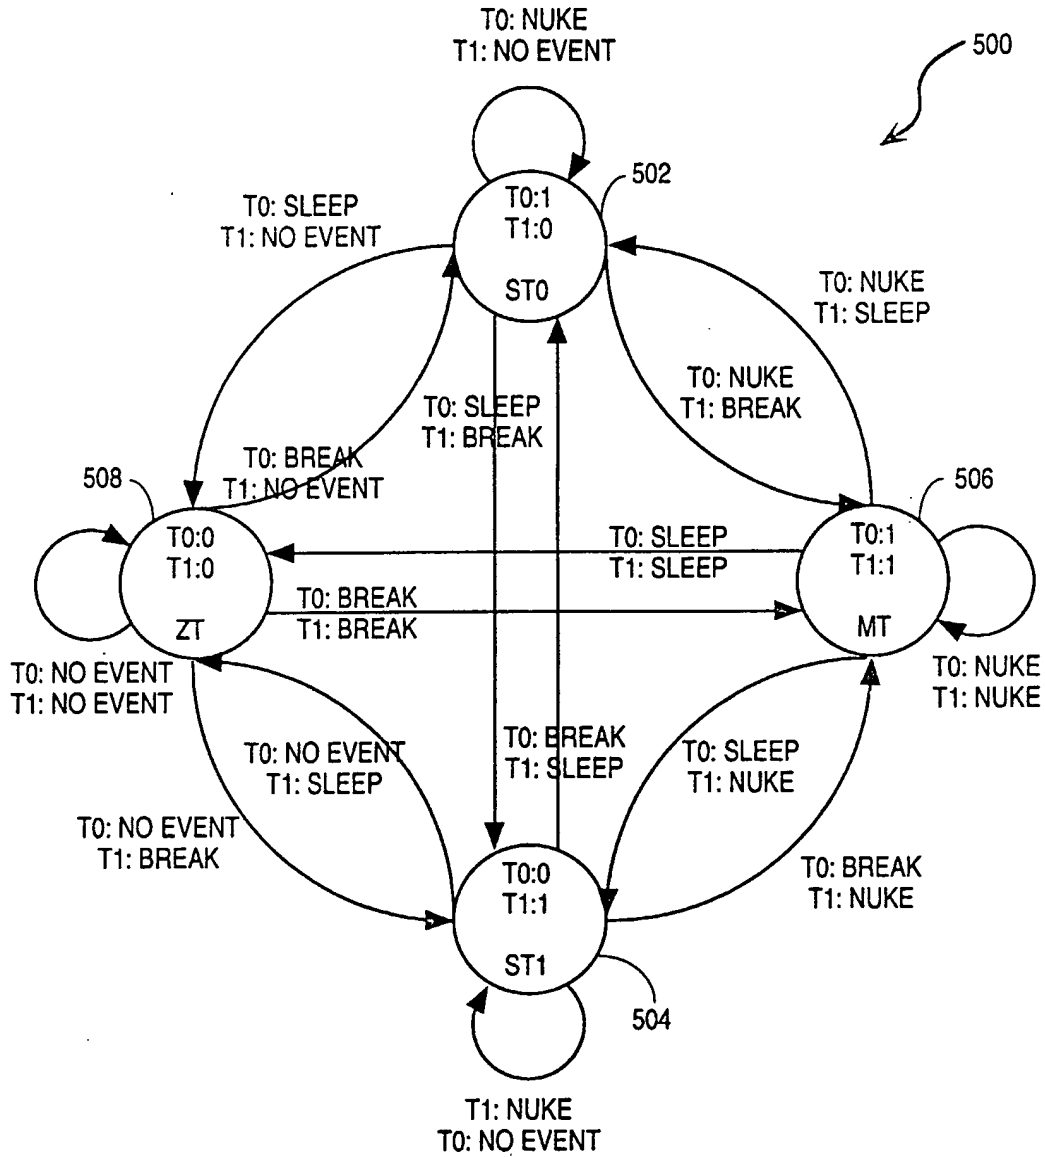 T0: NUKE
T1: NO EVENT
500
502
T0:1
T1:0
ST0
T0: SLEEP
T1: NO EVENT
T0: NUKE
T1: SLEEP
T0: NUKE
T1: BREAK
T0: SLEEP
T1: BREAK
T0: BREAK
T1: NO EVENT
508
506
T0:0
T1:0
ZT
T0:1
T1:1
MT
T0: SLEEP
T1: SLEEP
T0: BREAK
T1: BREAK
T0: NO EVENT
T1: NO EVENT
T0: NUKE
T1: NUKE
T0: NO EVENT
T1: SLEEP
T0: BREAK
T1: SLEEP
T0: SLEEP
T1: NUKE
T0: NO EVENT
T1: BREAK
T0: BREAK
T1: NUKE
T0:0
T1:1
ST1
504
T1: NUKE
T0: NO EVENT